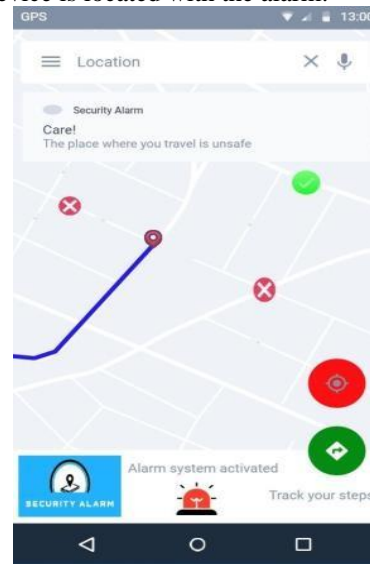 evice is located with the alarm.
GPS 13:00
Location
Security Alarm
Care!
The place where you travel is unsafe
Alarm system activated
Track your steps
SECURITY ALARM